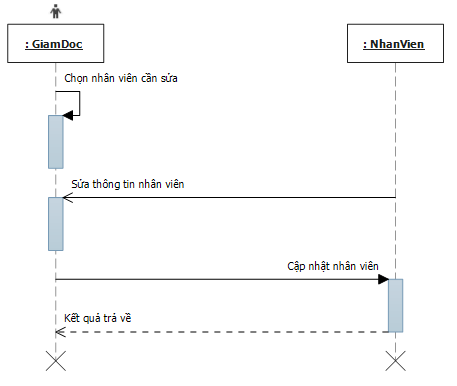 : GiamDoc
: NhanVien
Chọn nhân viên cần sửa
Sửa thông tin nhân viên
Cập nhật nhân viên
Kết quả trả về